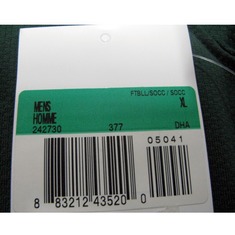 FTBLL/SOCC / SOCC
MENS XL
HOMME
242730 377 DHA
05041
8 83212 43520 0